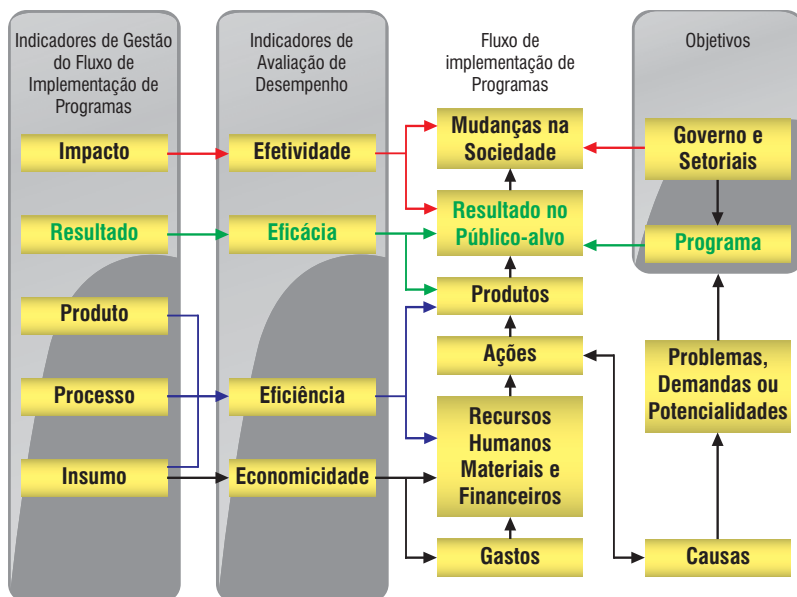 Indicadores de Gestão
do Fluxo de
Implementação de
Programas
Impacto
Resultado
Produto
Processo
Insumo
Indicadores de
Avaliação de
Desempenho
Efetividade
Eficácia
Eficiência
Economicidade
Fluxo de
implementação de
Programas
Mudanças na
Sociedade
Resultado no
Público-alvo
Produtos
Ações
Recursos
Humanos
Materiais e
Financeiros
Gastos
Objetivos
Governo e
Setoriais
Programa
Problemas,
Demandas ou
Potencialidades
Causas